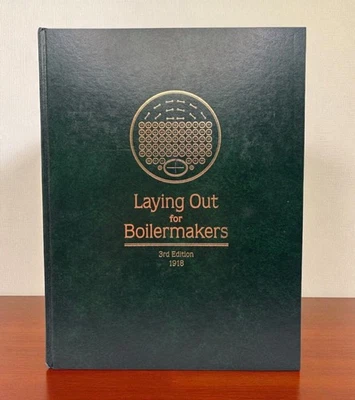 Laying Out
for
Boilermakers
3rd Edition
1918